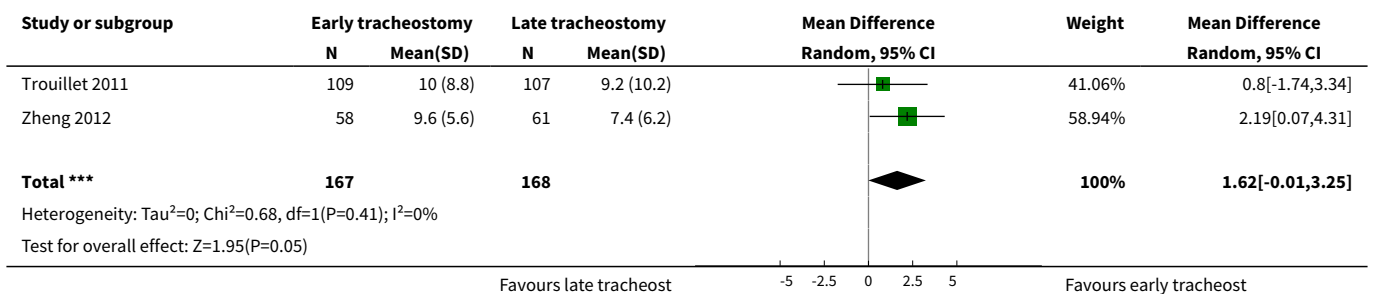 Study or subgroup Early tracheostomy Late tracheostomy Mean Difference Weight Mean Difference
N Mean(SD) N Mean(SD) Random, 95% CI Random, 95% CI
Trouillet 2011 109 10 (8.8) 107 9.2 (10.2) 41.06% 0.8[-1.74,3.34]
Zheng 2012 58 9.6 (5.6) 61 7.4 (6.2) 58.94% 2.19[0.07,4.31]
Total *** 167 168 100% 1.62[-0.01,3.25]
Heterogeneity: Tau²=0; Chi²=0.68, df=1(P=0.41); I²=0%
Test for overall effect: Z=1.95(P=0.05)
Favours late tracheost -5 -2.5 0 2.5 5 Favours early tracheost